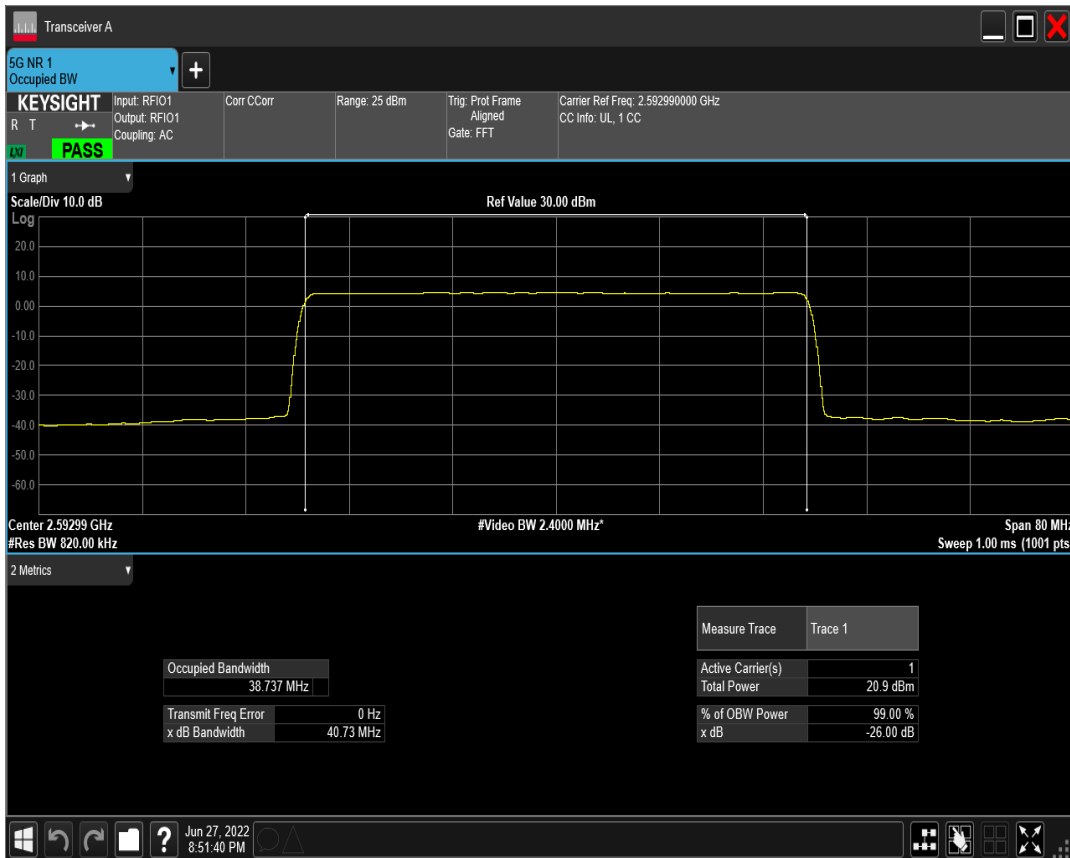 Transceiver A
5G NR 1
Occupied BW
+
KEYSIGHT
R T
LXI
PASS
Input: RFIO1
Output: RFIO1
Coupling: AC
Corr CCorr
Range: 25 dBm
Trig: Prot Frame
Aligned
Gate: FFT
Carrier Ref Freq: 2.592990000 GHz
CC Info: UL, 1 CC
1 Graph
Scale/Div 10.0 dB
Ref Value 30.00 dBm
Log
20.0
10.0
0.00
-10.0
-20.0
-30.0
-40.0
-50.0
-60.0
Center 2.59299 GHz
#Video BW 2.4000 MHz*
Span 80 MHz
#Res BW 820.00 kHz
Sweep 1.00 ms (1001 pts
2 Metrics
Measure Trace Trace 1
Occupied Bandwidth
38.737 MHz
Active Carrier(s) 1
Total Power 20.9 dBm
Transmit Freq Error 0 Hz
x dB Bandwidth 40.73 MHz
% of OBW Power 99.00 %
x dB -26.00 dB
?
Jun 27, 2022
8:51:40 PM